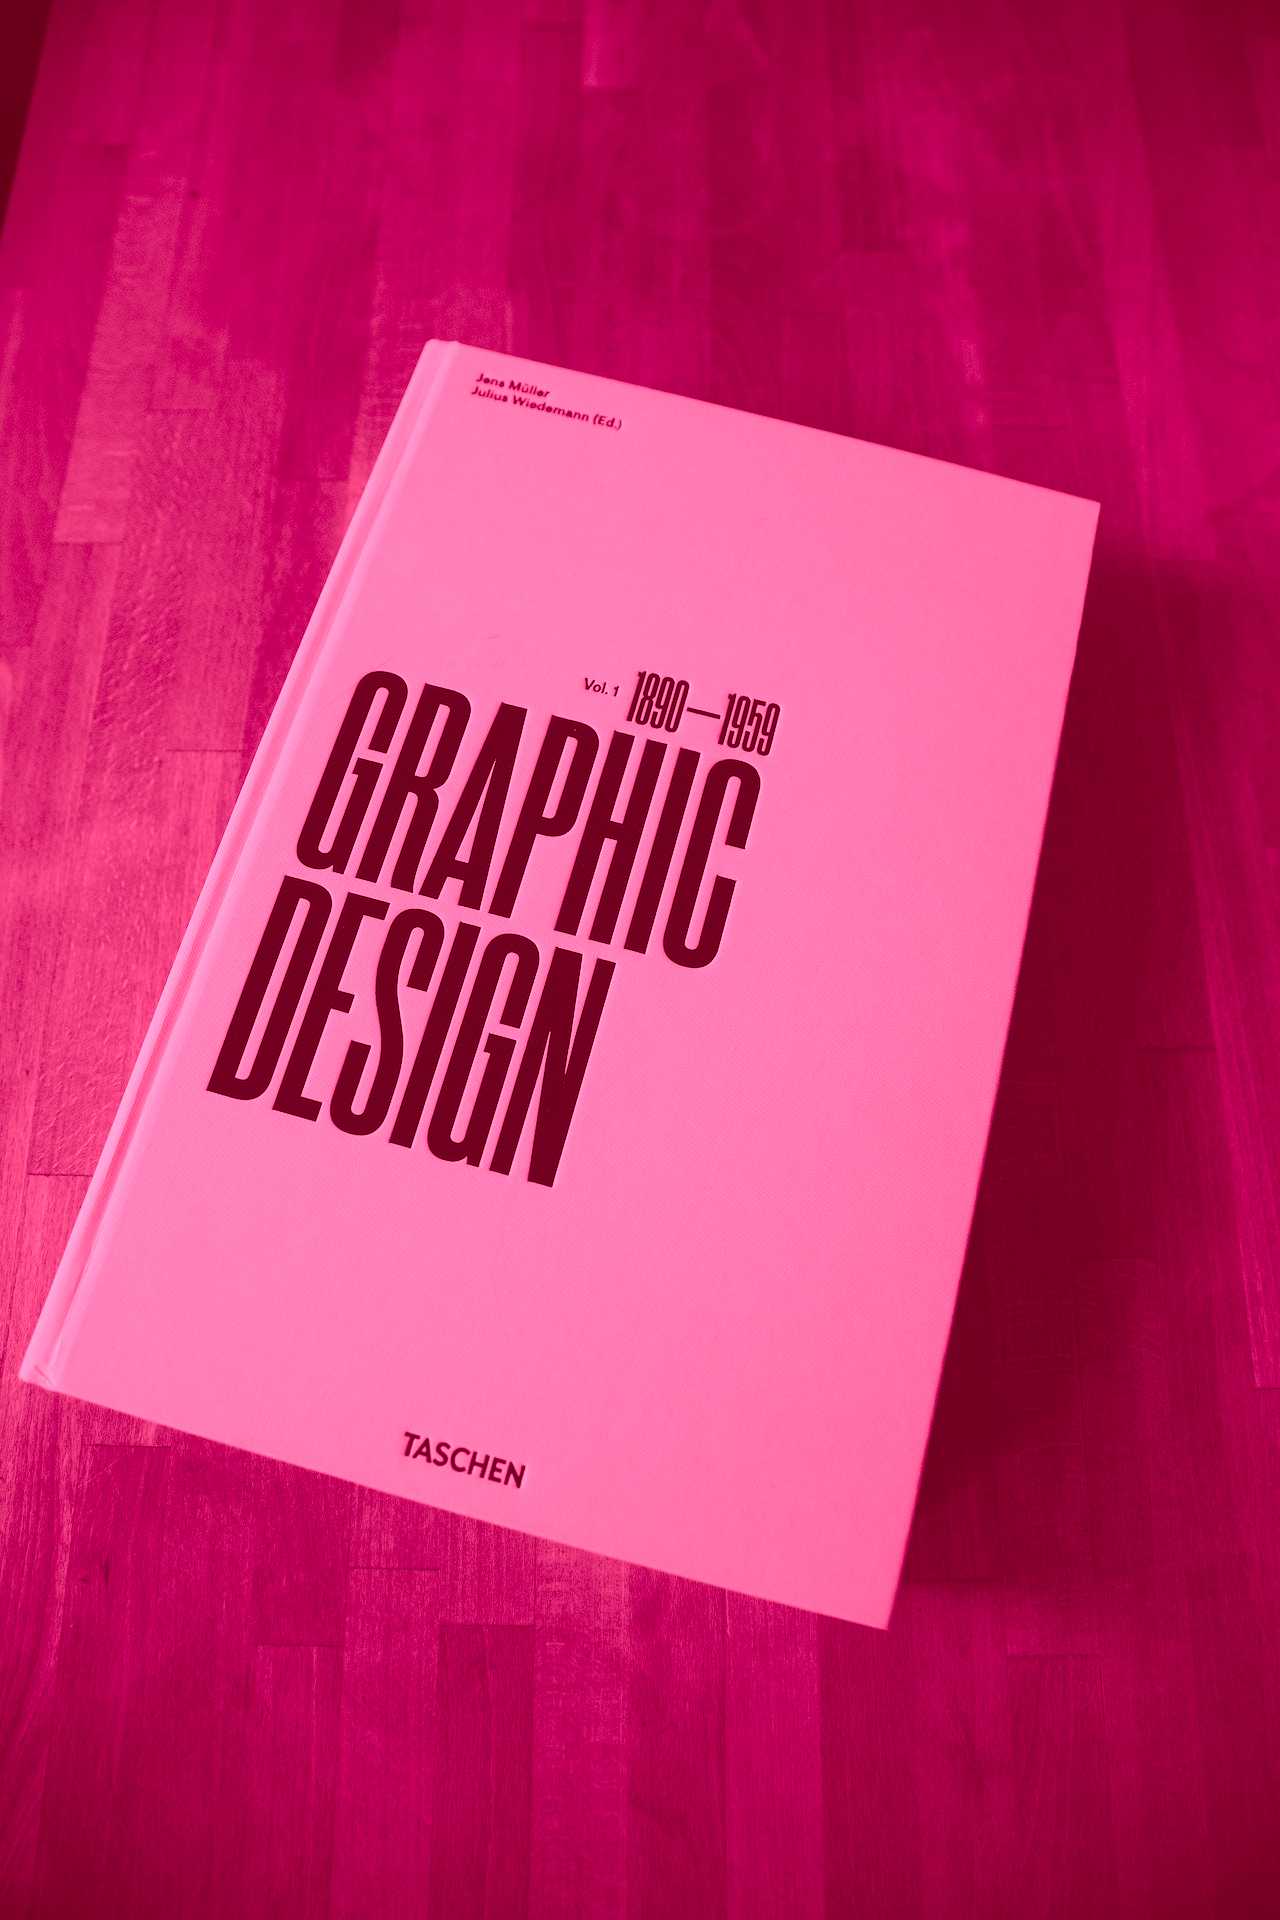 Jens Müller
Julius Wiedemann (Ed.)
Vol. 1 1890—1959
GRAPHIC
DESIGN
TASCHEN